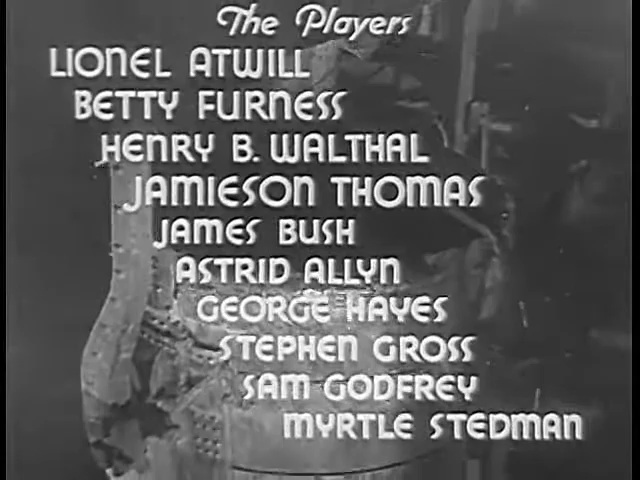 The Players
LIONEL ATWILL
BETTY FURNESS
HENRY B. WALTHAL
JAMIESON THOMAS
JAMES BUSH
ASTRID ALLYN
GEORGE HAYES
STEPHEN GROSS
SAM GODFREY
MYRTLE STEDMAN